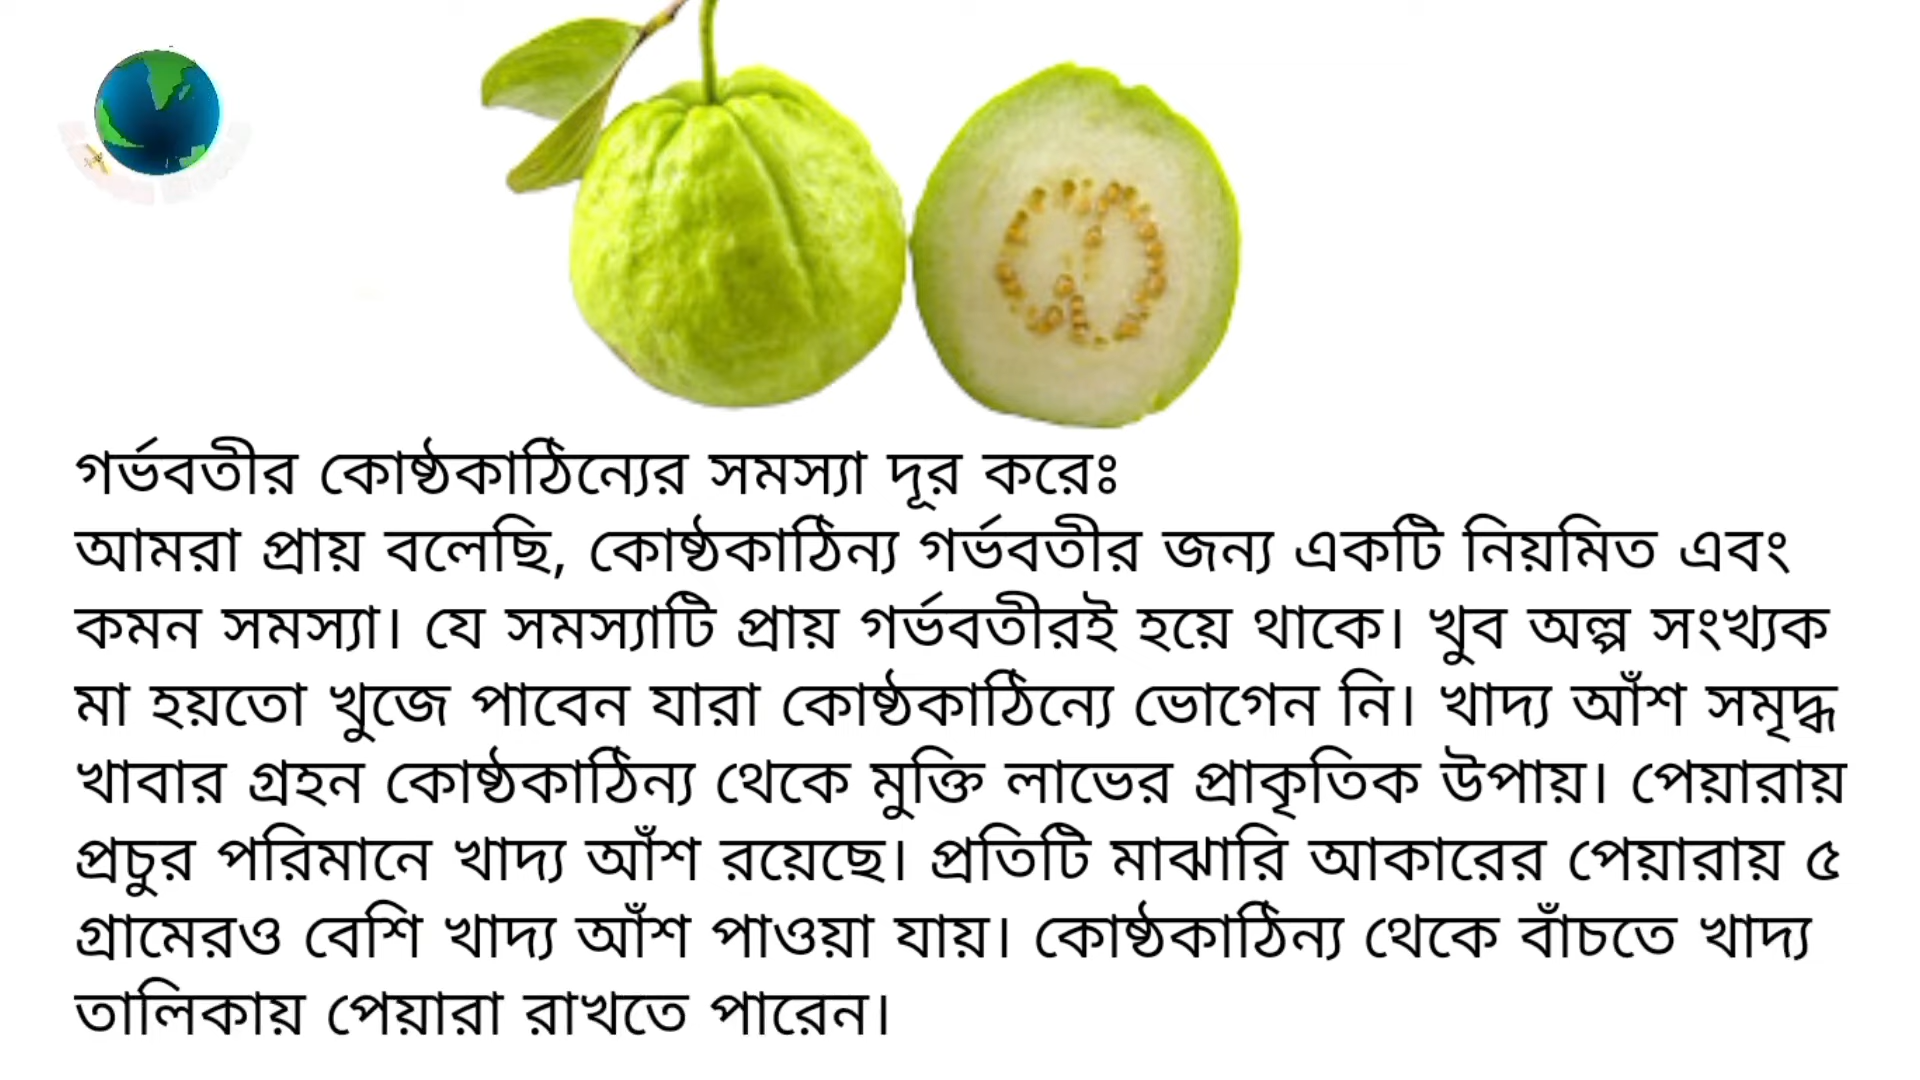 গর্ভবতীর কোষ্ঠকাঠিন্যের সমস্যা দূর করেঃ
আমরা প্রায় বলেছি, কোষ্ঠকাঠিন্য গর্ভবতীর জন্য একটি নিয়মিত এবং
কমন সমস্যা। যে সমস্যাটি প্রায় গর্ভবতীরই হয়ে থাকে। খুব অল্প সংখ্যক
মা হয়তো খুজে পাবেন যারা কোষ্ঠকাঠিন্যে ভোগেন নি। খাদ্য আঁশ সমৃদ্ধ
খাবার গ্রহন কোষ্ঠকাঠিন্য থেকে মুক্তি লাভের প্রাকৃতিক উপায়। পেয়ারায়
প্রচুর পরিমানে খাদ্য আঁশ রয়েছে। প্রতিটি মাঝারি আকারের পেয়ারায় ৫
গ্রামেরও বেশি খাদ্য আঁশ পাওয়া যায়। কোষ্ঠকাঠিন্য থেকে বাঁচতে খাদ্য
তালিকায় পেয়ারা রাখতে পারেন।